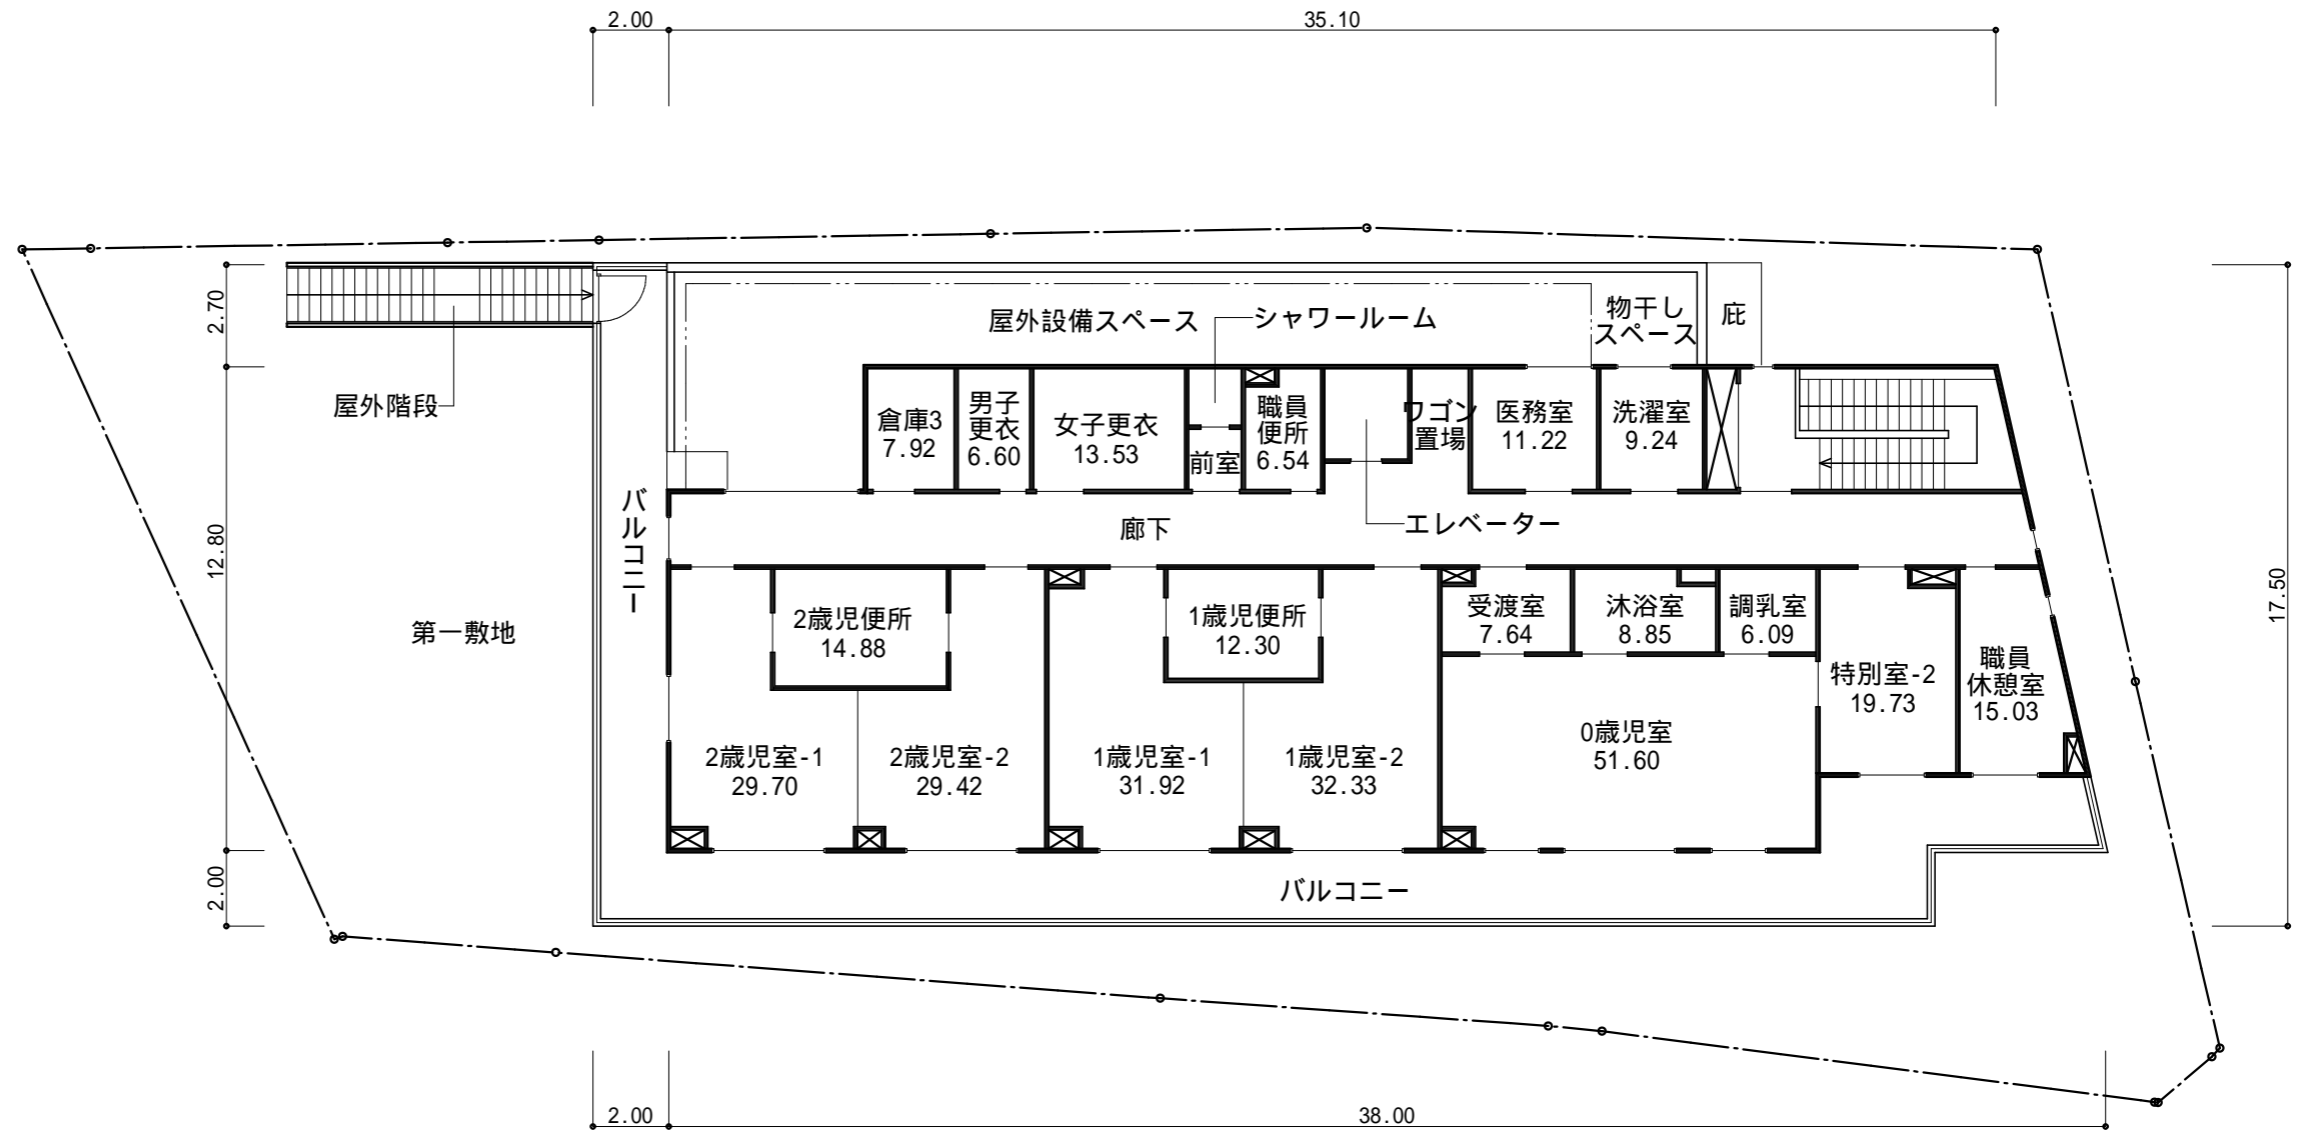 2.00
35.10
2.70
12.80
2.00
17.50
屋外設備スペース
シャワールーム
物干し
スペース
庇
屋外階段
倉庫3
7.92
男子
更衣
6.60
女子更衣
13.53
前室
職員
便所
6.54
ワゴン
置場
医務室
11.22
洗濯室
9.24
バルコニー
廊下
エレベーター
第一敷地
2歳児便所
14.88
1歳児便所
12.30
受渡室
7.64
沐浴室
8.85
調乳室
6.09
特別室-2
19.73
職員
休憩室
15.03
2歳児室-1
29.70
2歳児室-2
29.42
1歳児室-1
31.92
1歳児室-2
32.33
0歳児室
51.60
バルコニー
2.00
38.00